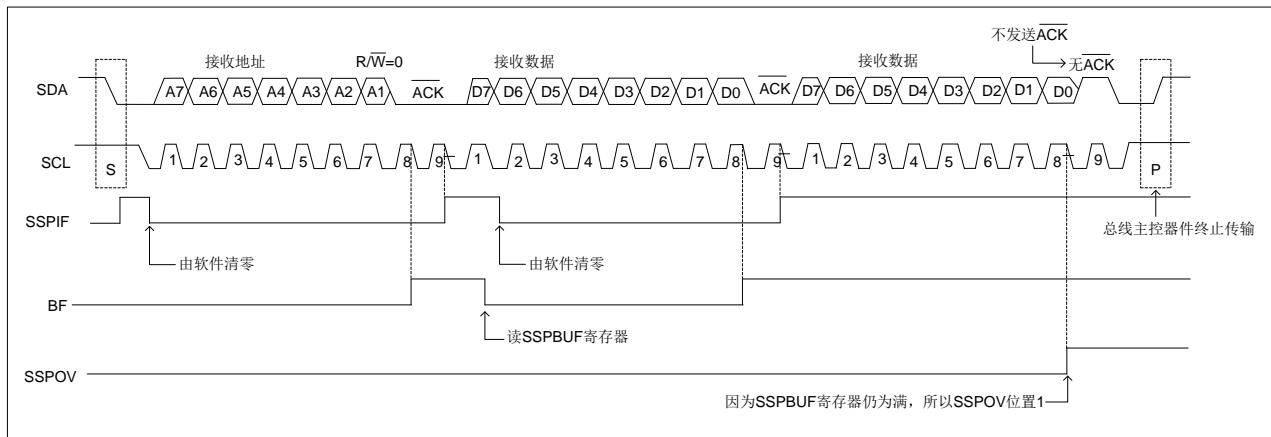 不发送A̅C̅K̅
接收地址 R/W̅=0 接收数据 接收数据 无A̅C̅K̅
SDA A7 A6 A5 A4 A3 A2 A1 A̅C̅K̅ D7 D6 D5 D4 D3 D2 D1 D0 A̅C̅K̅ D7 D6 D5 D4 D3 D2 D1 D0
SCL S 1 2 3 4 5 6 7 8 9 1 2 3 4 5 6 7 8 9 1 2 3 4 5 6 7 8 9 P
SSPIF
总线主控器件终止传输
由软件清零 由软件清零
BF
读SSPBUF寄存器
SSPOV
因为SSPBUF寄存器仍为满，所以SSPOV位置1